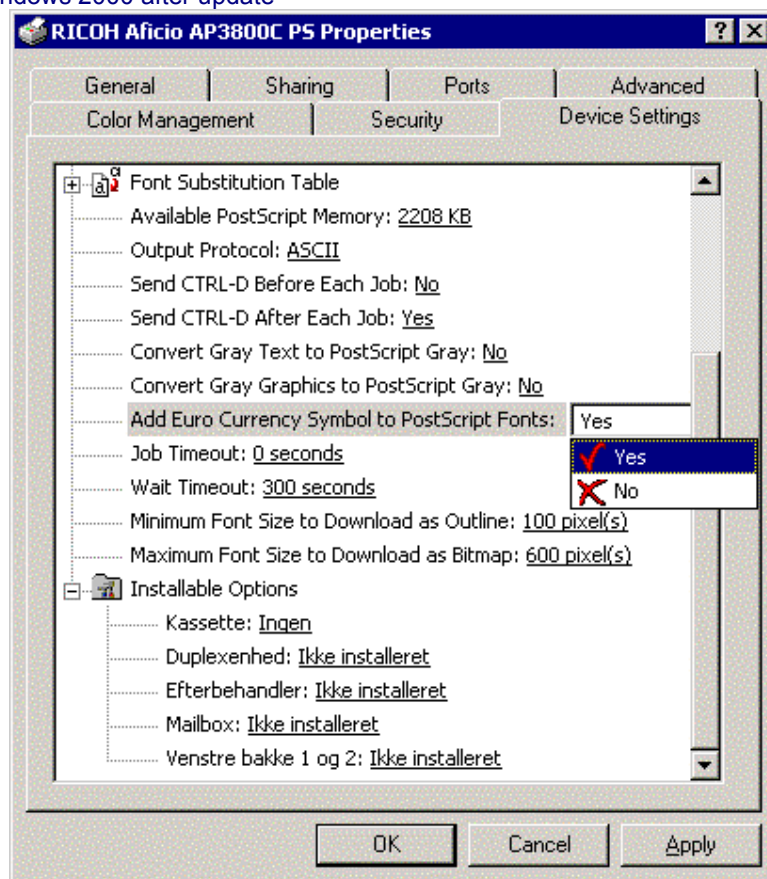 after update
RICOH Aficio AP3800C PS Properties
General Sharing Ports Advanced
Color Management Security Device Settings
Font Substitution Table
Available PostScript Memory: 2208 KB
Output Protocol: ASCII
Send CTRL-D Before Each Job: No
Send CTRL-D After Each Job: Yes
Convert Gray Text to PostScript Gray: No
Convert Gray Graphics to PostScript Gray: No
Add Euro Currency Symbol to PostScript Fonts: Yes
Job Timeout: 0 seconds
Yes
Wait Timeout: 300 seconds
No
Minimum Font Size to Download as Outline: 100 pixel(s)
Maximum Font Size to Download as Bitmap: 600 pixel(s)
Installable Options
Kassette: Ingen
Duplexenhed: Ikke installeret
Efterbehandler: Ikke installeret
Mailbox: Ikke installeret
Venstre bakke 1 og 2: Ikke installeret
OK Cancel Apply